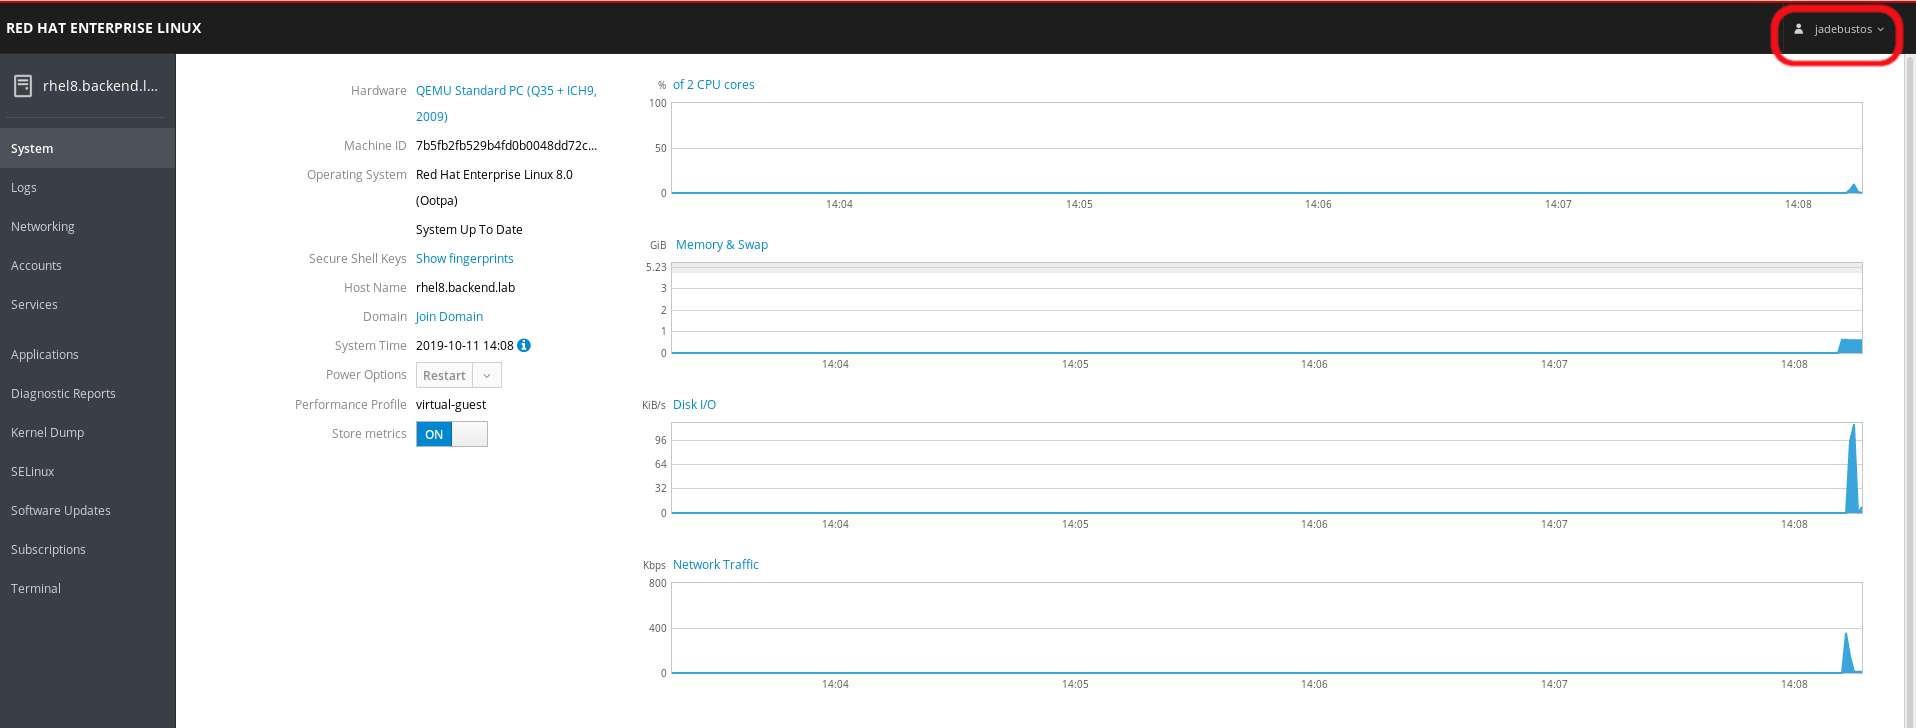 RED HAT ENTERPRISE LINUX
jadebustos
rhel8.backend.l...
System
Logs
Networking
Accounts
Services
Applications
Diagnostic Reports
Kernel Dump
SELinux
Software Updates
Subscriptions
Terminal
Hardware QEMU Standard PC (Q35 + ICH9,
2009)
Machine ID 7b5fb2fb529b4fd0b0048dd72c...
Operating System Red Hat Enterprise Linux 8.0
(Ootpa)
System Up To Date
Secure Shell Keys Show fingerprints
Host Name rhel8.backend.lab
Domain Join Domain
System Time 2019-10-11 14:08
Power Options Restart
Performance Profile virtual-guest
Store metrics ON
% of 2 CPU cores
100
50
0
14:04 14:05 14:06 14:07 14:08
GiB Memory & Swap
5.23
3
2
1
0
14:04 14:05 14:06 14:07 14:08
KiB/s Disk I/O
96
64
32
0
14:04 14:05 14:06 14:07 14:08
Kbps Network Traffic
800
400
0
14:04 14:05 14:06 14:07 14:08